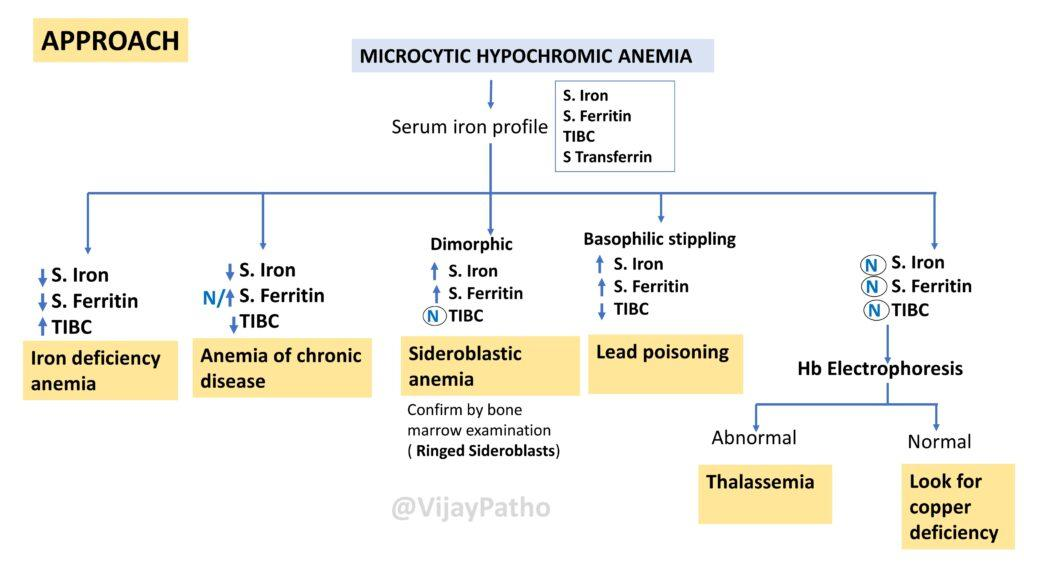 APPROACH
MICROCYTIC HYPOCHROMIC ANEMIA
Serum iron profile
S. Iron
S. Ferritin
TIBC
S Transferrin
↓ S. Iron
↓ S. Ferritin
↑ TIBC
Iron deficiency
anemia
↓ S. Iron
N/↑ S. Ferritin
↓TIBC
Anemia of chronic
disease
Dimorphic
↑ S. Iron
↑ S. Ferritin
N TIBC
Sideroblastic
anemia
Confirm by bone
marrow examination
( Ringed Sideroblasts)
Basophilic stippling
↑ S. Iron
↑ S. Ferritin
↓ TIBC
Lead poisoning
N S. Iron
N S. Ferritin
N TIBC
Hb Electrophoresis
Abnormal
Thalassemia
Normal
Look for
copper
deficiency
@VijayPatho